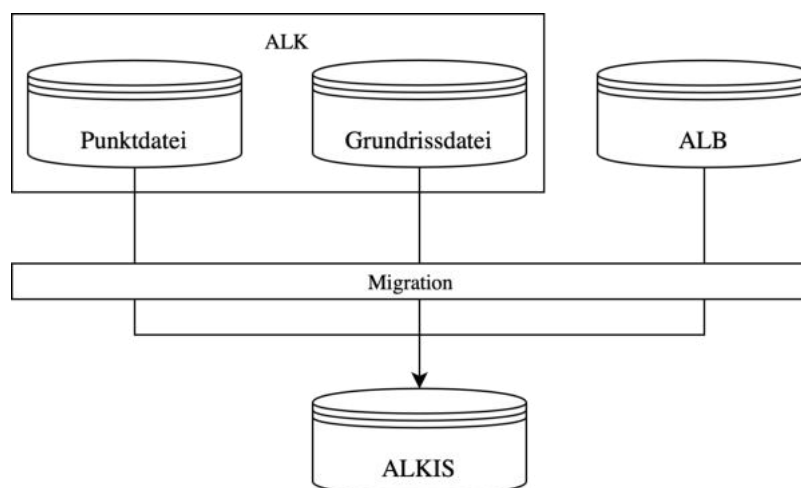 ALK
Punktdatei
Grundrissdatei
ALB
Migration
ALKIS